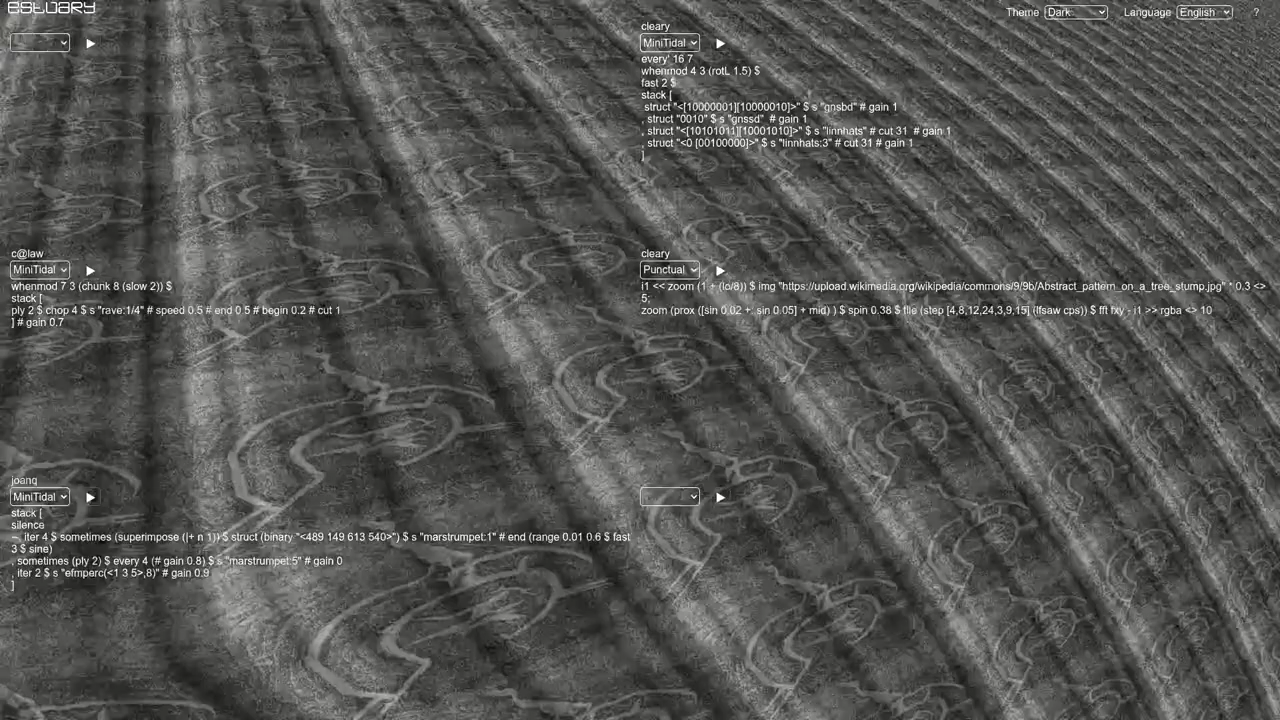 estuary
Theme Dark Language English ?
cleary
MiniTidal
every' 16 7
whenmod 4 3 (rotL 1.5) $
fast 2 $
stack [
struct "<[10000001][10000010]>" $ s "gnsbd" # gain 1
, struct "0010" $ s "gnssd" # gain 1
, struct "<[10101011][10001010]>" $ s "linnhats" # cut 31 # gain 1
, struct "<0 [00100000]>" $ s "linnhats:3" # cut 31 # gain 1
]
c@law
MiniTidal
whenmod 7 3 (chunk 8 (slow 2)) $
stack [
ply 2 $ chop 4 $ s "rave:1/4" # speed 0.5 # end 0.5 # begin 0.2 # cut 1
] # gain 0.7
cleary
Punctual
i1 << zoom (1 + (lo/8)) $ img "https://upload.wikimedia.org/wikipedia/commons/9/9b/Abstract_pattern_on_a_tree_stump.jpg" * 0.3 <>
5;
zoom (prox ([sin 0.02 +: sin 0.05] + mid) ) $ spin 0.38 $ tile (step [4,8,12,24,3,9,15] (lfsaw cps)) $ fft fxy - i1 >> rgba <> 10
joanq
MiniTidal
stack [
silence
-- iter 4 $ sometimes (superimpose (|+ n 1)) $ struct (binary "<489 149 613 540>") $ s "marstrumpet:1" # end (range 0.01 0.6 $ fast
3 $ sine)
, sometimes (ply 2) $ every 4 (# gain 0.8) $ s "marstrumpet:5" # gain 0
, iter 2 $ s "efmperc(<1 3 5>,8)" # gain 0.9
]